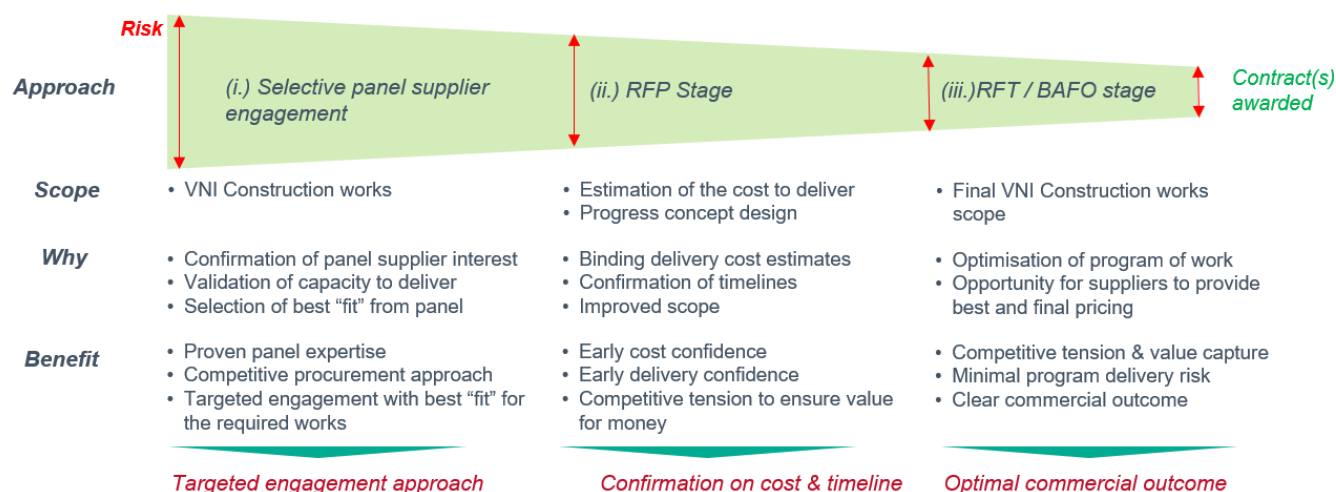 Risk
Approach
(i.) Selective panel supplier
engagement
(ii.) RFP Stage
(iii.)RFT / BAFO stage
Contract(s)
awarded
Scope
• VNI Construction works
• Estimation of the cost to deliver
• Progress concept design
• Final VNI Construction works
scope
Why
• Confirmation of panel supplier interest
• Validation of capacity to deliver
• Selection of best “fit” from panel
• Binding delivery cost estimates
• Confirmation of timelines
• Improved scope
• Optimisation of program of work
• Opportunity for suppliers to provide
best and final pricing
Benefit
• Proven panel expertise
• Competitive procurement approach
• Targeted engagement with best “fit” for
the required works
• Early cost confidence
• Early delivery confidence
• Competitive tension to ensure value
for money
• Competitive tension & value capture
• Minimal program delivery risk
• Clear commercial outcome
Targeted engagement approach
Confirmation on cost & timeline
Optimal commercial outcome